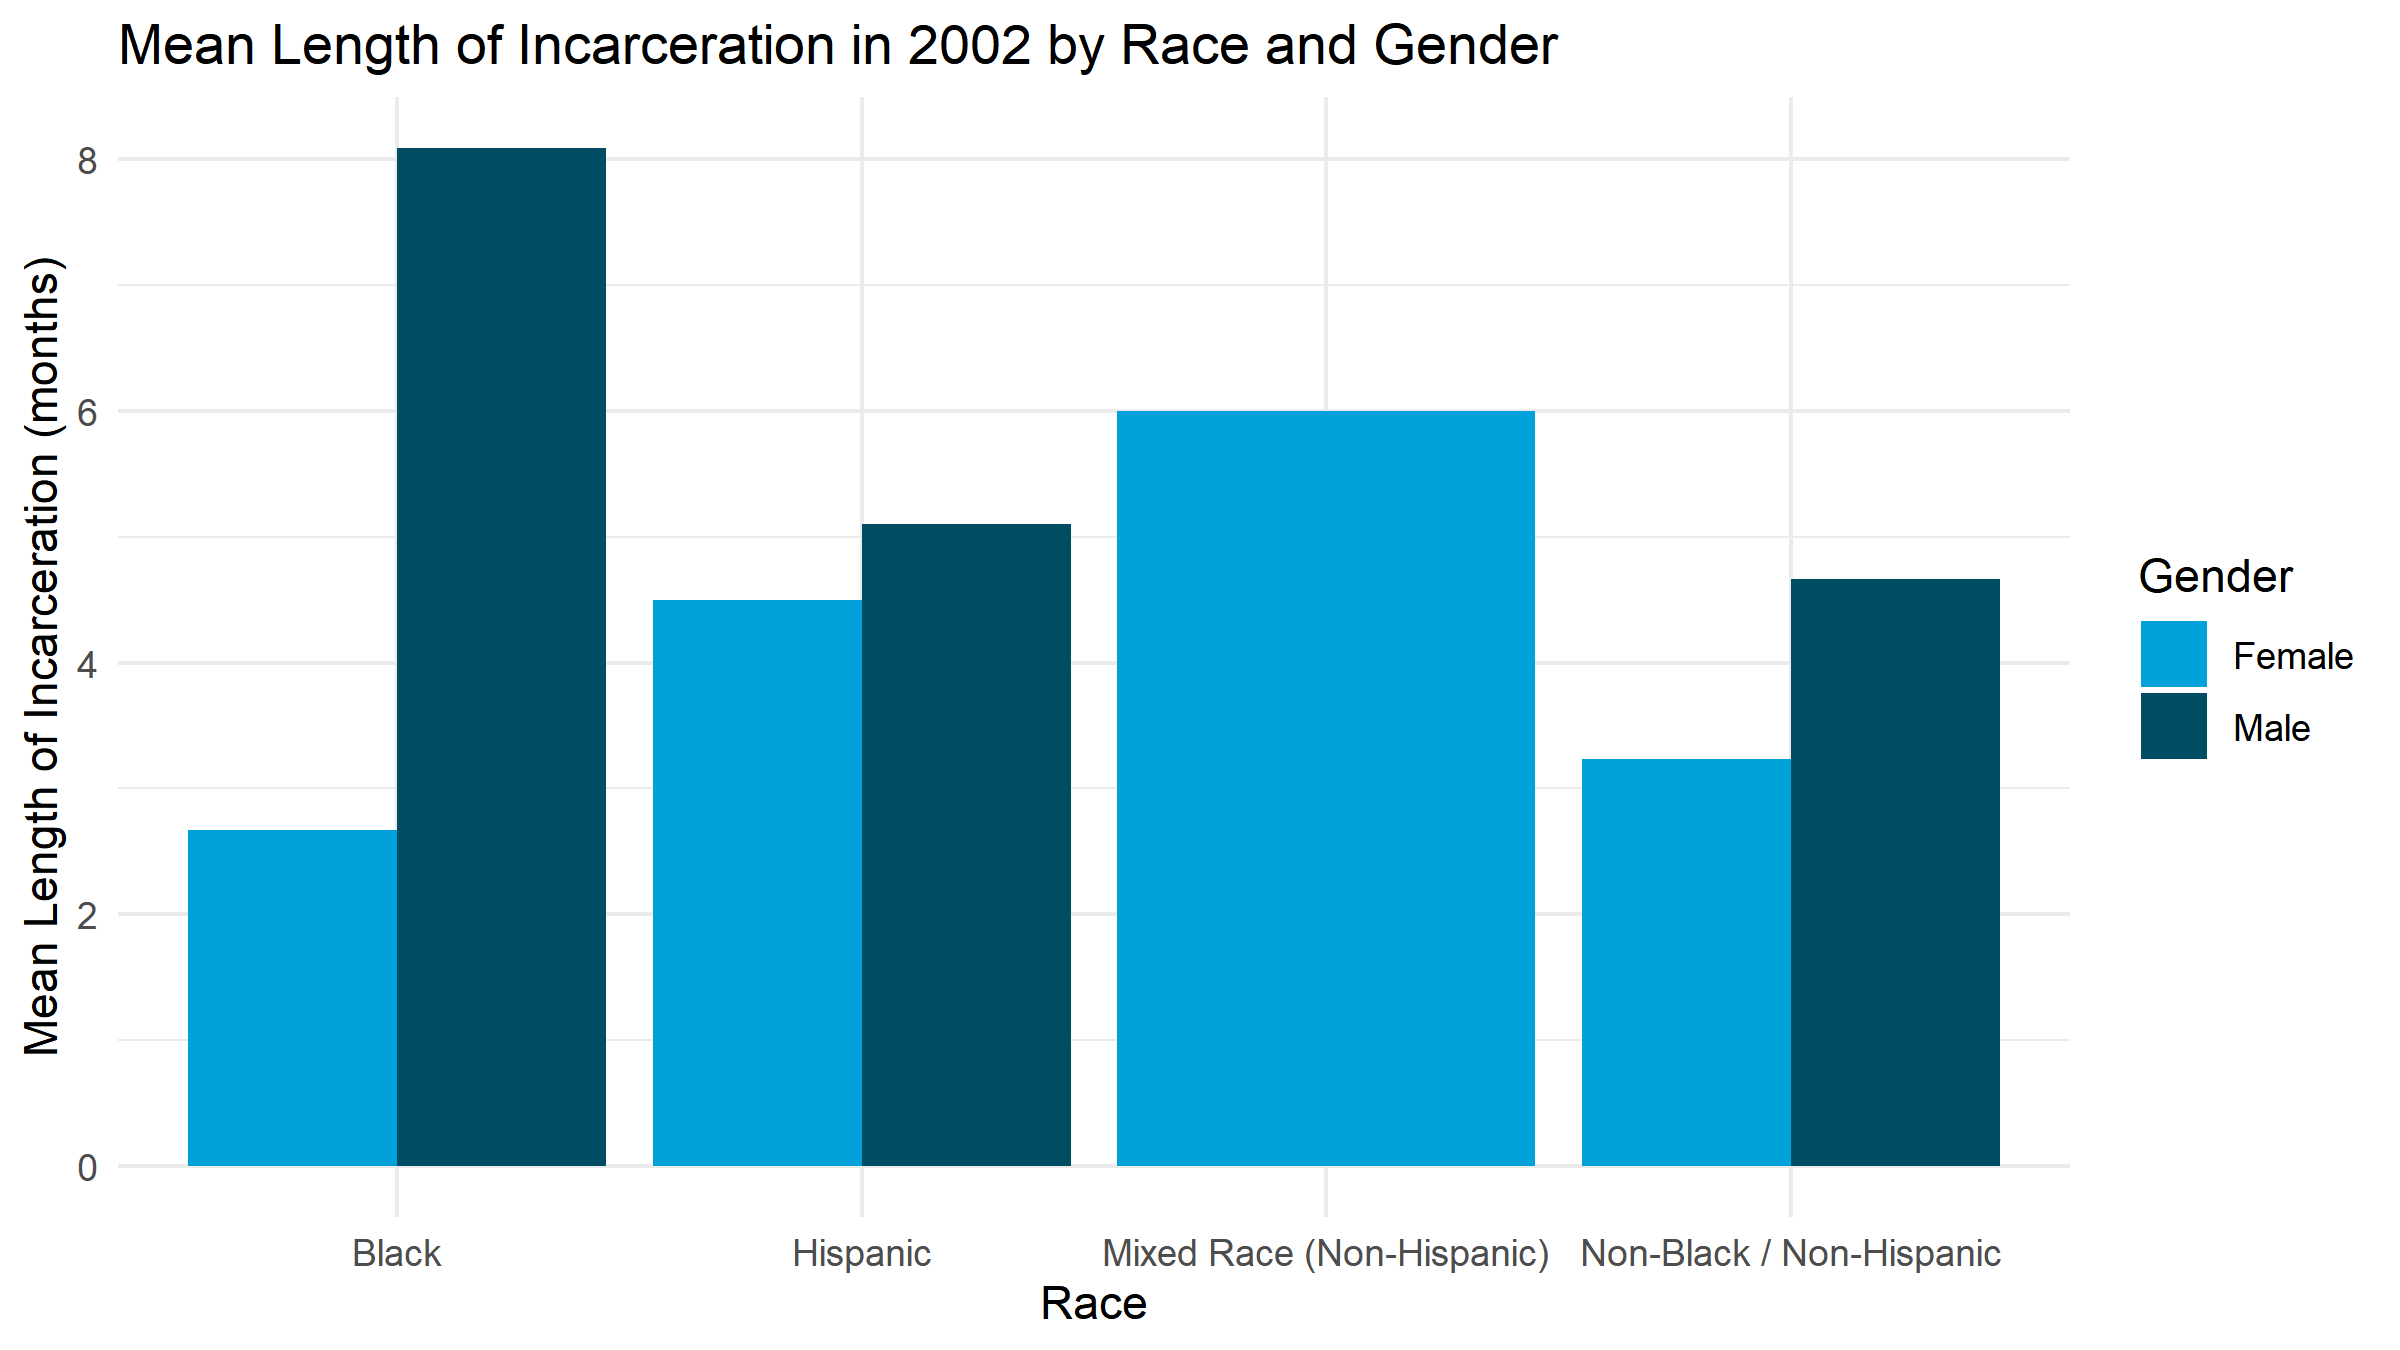 Mean Length of Incarceration in 2002 by Race and Gender
Mean Length of Incarceration (months)
8
6
4
2
0
Black
Hispanic
Mixed Race (Non-Hispanic)
Non-Black / Non-Hispanic
Race
Gender
Female
Male